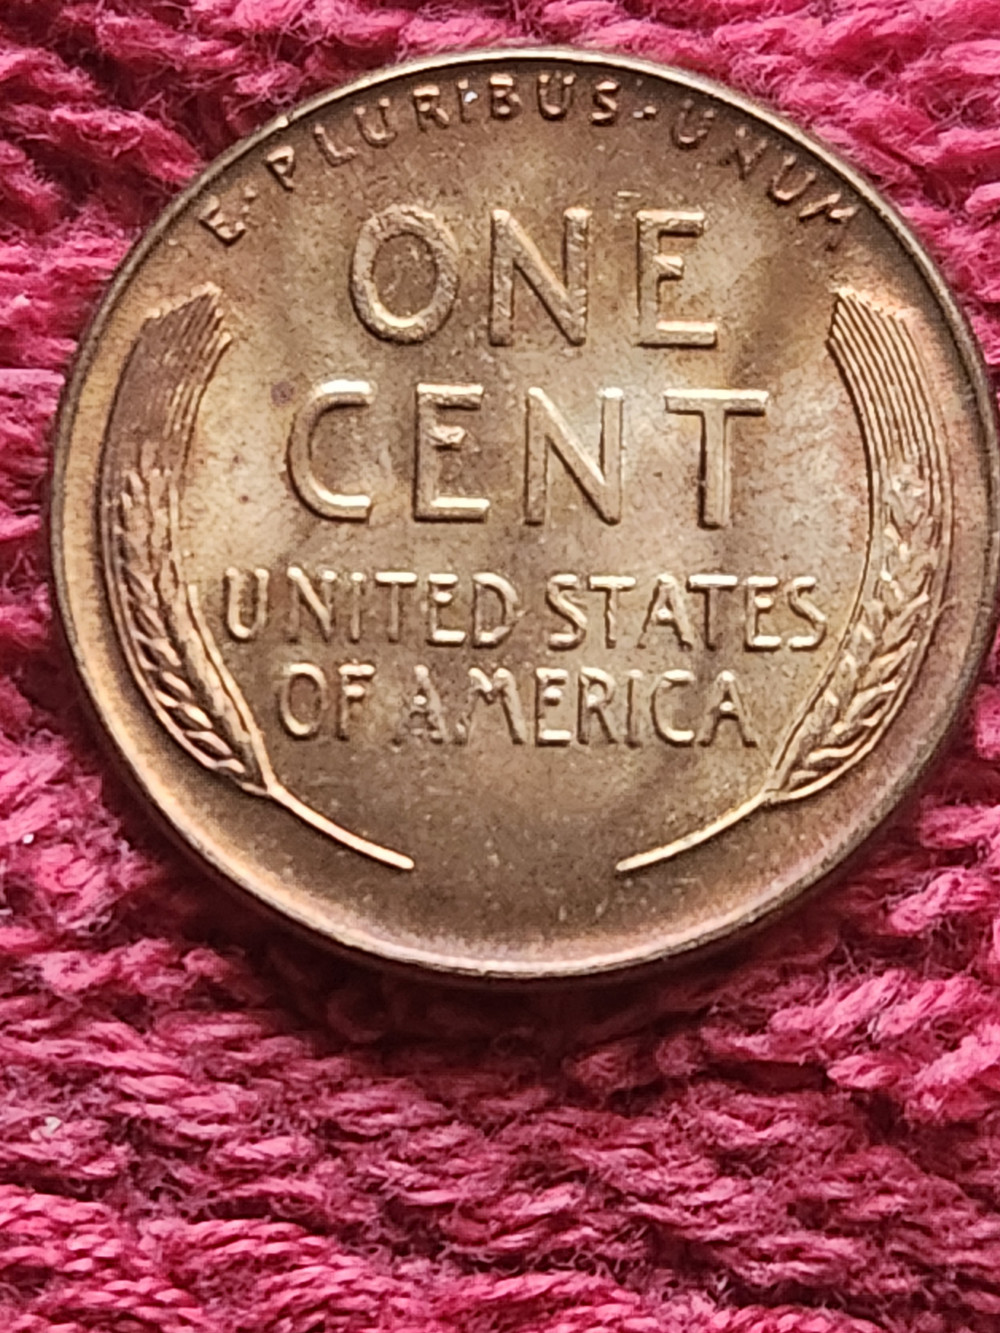 E·PLURIBUS·UNUM
ONE
CENT
UNITED STATES
OF AMERICA